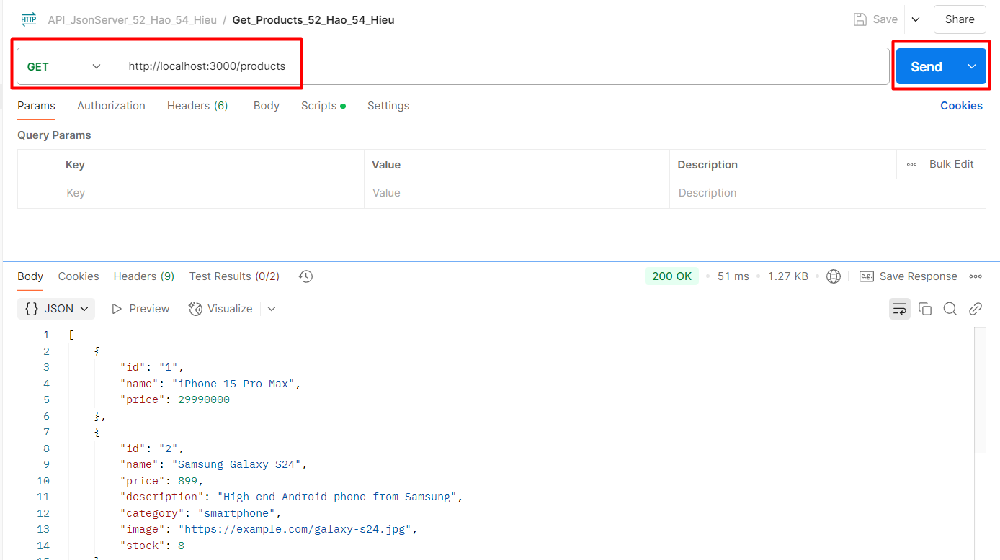 HTTP API_JsonServer_52_Hao_54_Hieu / Get_Products_52_Hao_54_Hieu Save Share
GET http://localhost:3000/products Send
Params Authorization Headers (6) Body Scripts Settings Cookies
Query Params
Key Value Description Bulk Edit
Key Value Description
Body Cookies Headers (9) Test Results (0/2) 200 OK 51 ms 1.27 KB e.g. Save Response
{} JSON Preview Visualize
1 [
2 {
3 "id": "1",
4 "name": "iPhone 15 Pro Max",
5 "price": 29990000
6 },
7 {
8 "id": "2",
9 "name": "Samsung Galaxy S24",
10 "price": 899,
11 "description": "High-end Android phone from Samsung",
12 "category": "smartphone",
13 "image": "https://example.com/galaxy-s24.jpg",
14 "stock": 8